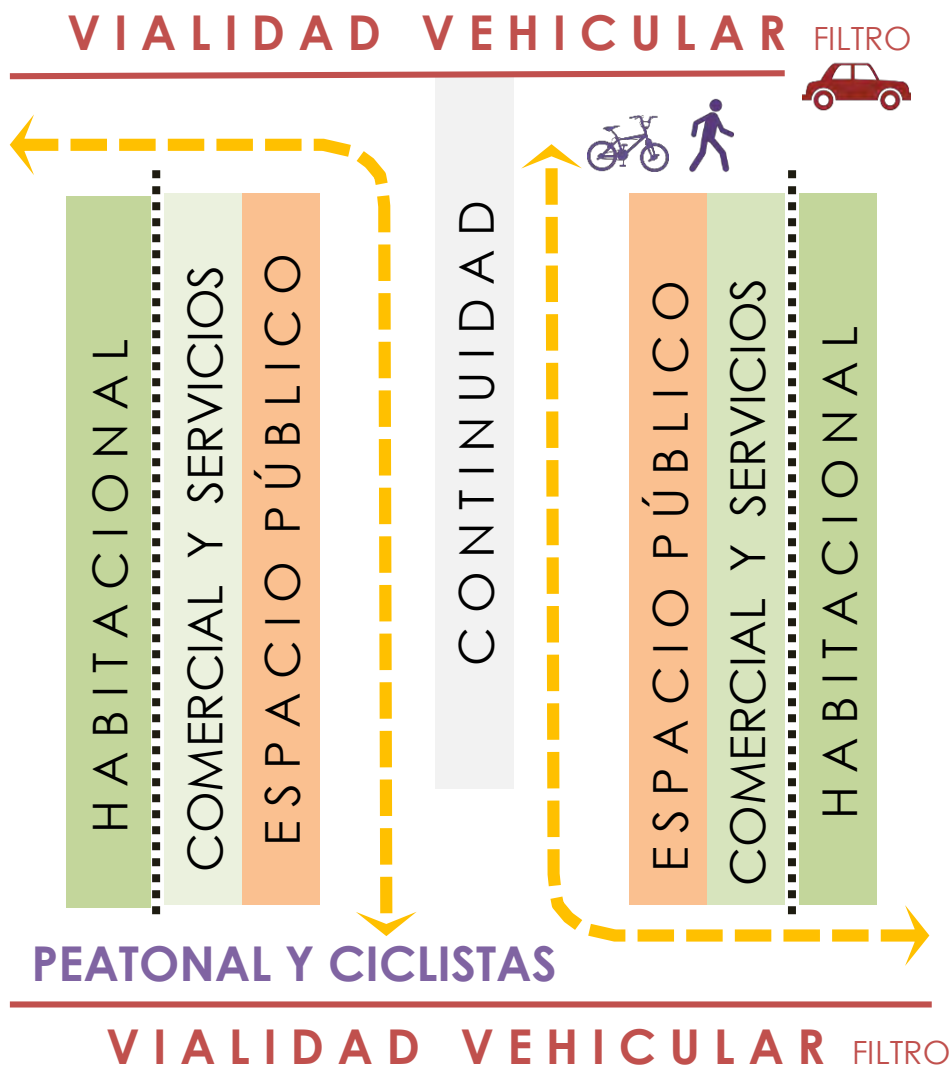 VIALIDAD VEHICULAR FILTRO
HABITACIONAL
COMERCIAL Y SERVICIOS
ESPACIO PÚBLICO
CONTINUIDAD
ESPACIO PÚBLICO
COMERCIAL Y SERVICIOS
HABITACIONAL
PEATONAL Y CICLISTAS
VIALIDAD VEHICULAR FILTRO